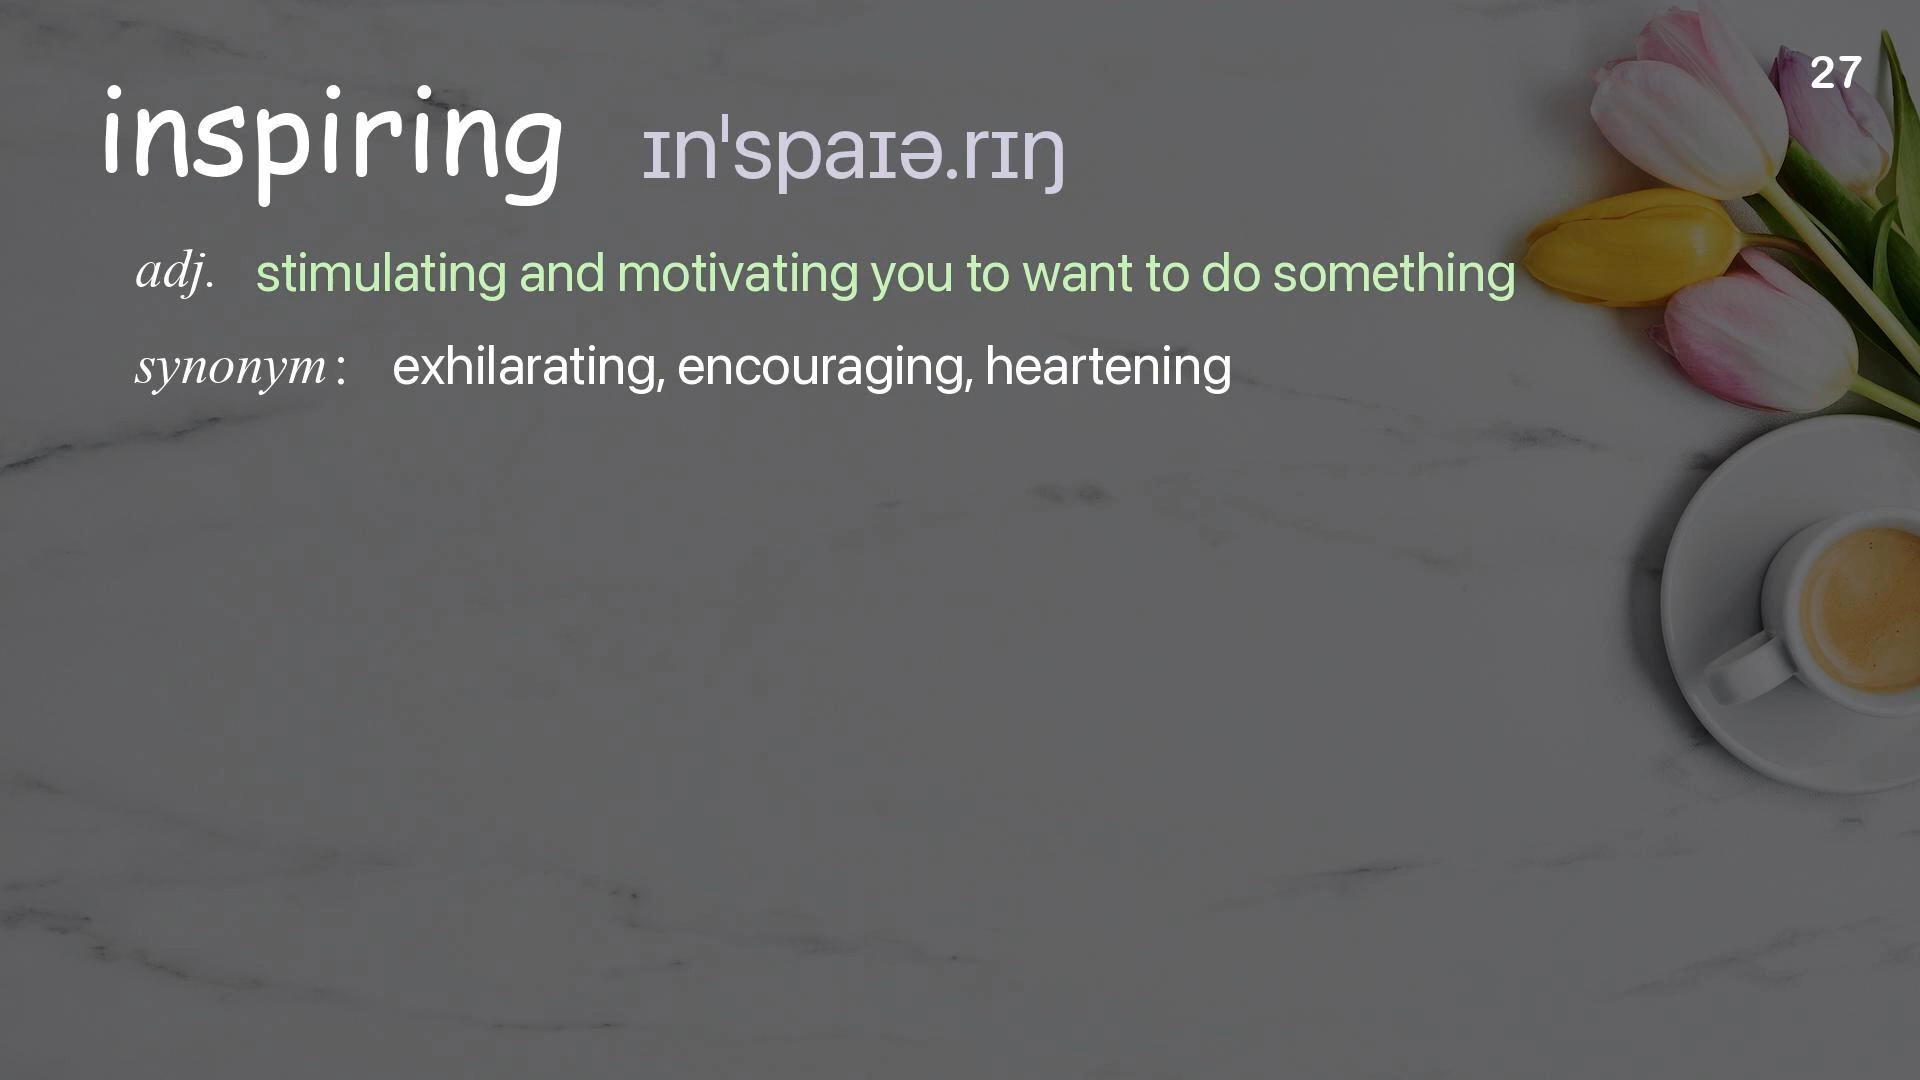 27
inspiring ɪnˈspaɪə.rɪŋ
adj. stimulating and motivating you to want to do something
synonym : exhilarating, encouraging, heartening